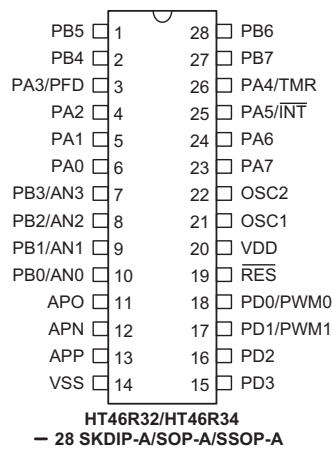 PB5 1 28 PB6
PB4 2 27 PB7
PA3/PFD 3 26 PA4/TMR
PA2 4 25 PA5/INT
PA1 5 24 PA6
PA0 6 23 PA7
PB3/AN3 7 22 OSC2
PB2/AN2 8 21 OSC1
PB1/AN1 9 20 VDD
PB0/AN0 10 19 RES
APO 11 18 PD0/PWM0
APN 12 17 PD1/PWM1
APP 13 16 PD2
VSS 14 15 PD3
HT46R32/HT46R34
– 28 SKDIP-A/SOP-A/SSOP-A